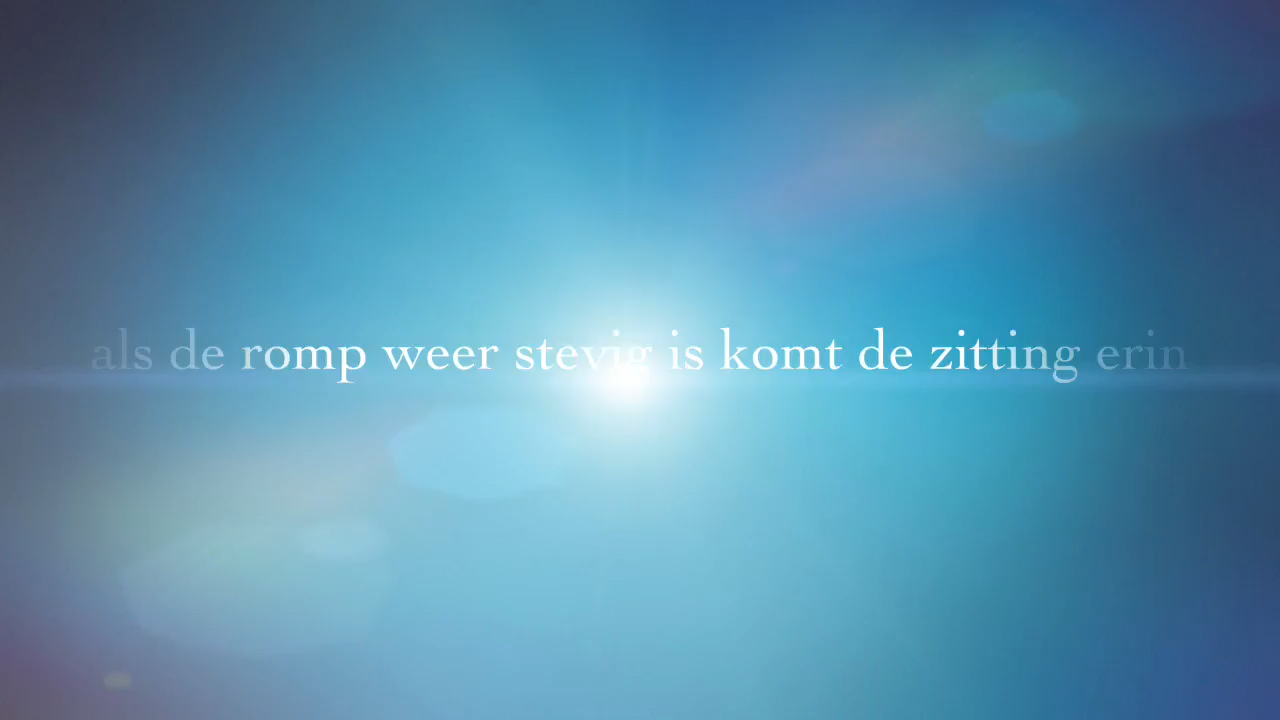 als de romp weer stevig is komt de zitting erin